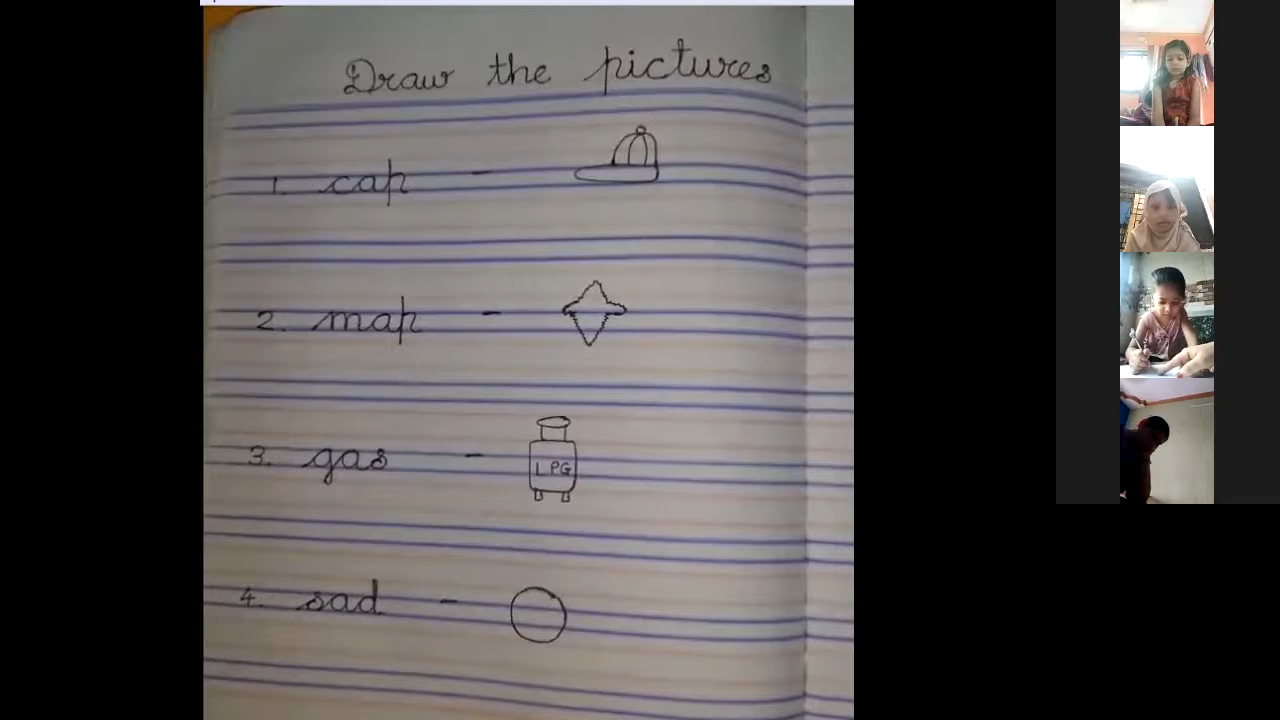 Draw the pictures
1. cap -
2. map -
3. gas - LPG
4. sad -